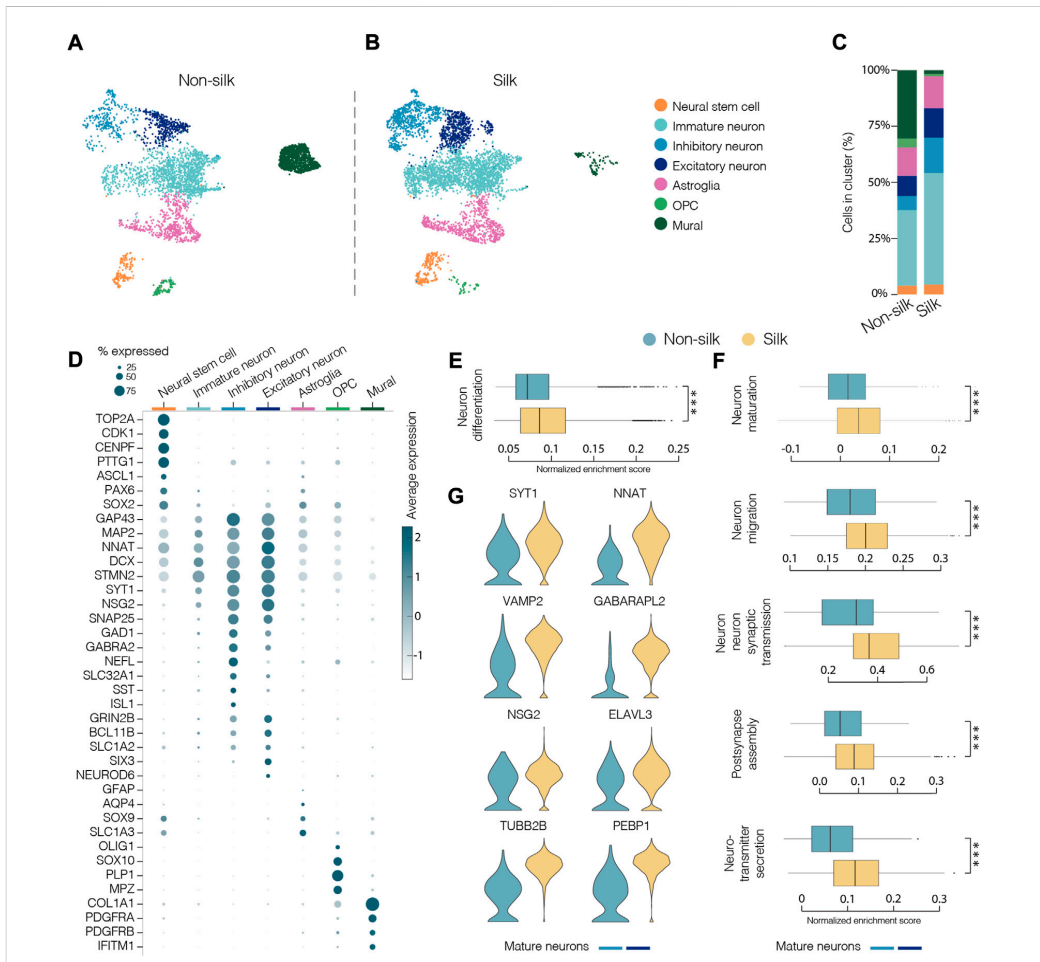 A
B
C
Non-silk
Silk
Neural stem cell
Immature neuron
Inhibitory neuron
Excitatory neuron
Astroglia
OPC
Mural
Cells in cluster (%)
100%
75%
50%
25%
0%
Non-silk
Silk
Non-silk
Silk
D
% expressed
25
50
75
Neural stem cell
Immature neuron
Inhibitory neuron
Excitatory neuron
Astroglia
OPC
Mural
TOP2A
CDK1
CENPF
PTTG1
ASCL1
PAX6
SOX2
GAP43
MAP2
NNAT
DCX
STMN2
SYT1
NSG2
SNAP25
GAD1
GABRA2
NEFL
SLC32A1
SST
ISL1
GRIN2B
BCL11B
SLC1A2
SIX3
NEUROD6
GFAP
AQP4
SOX9
SLC1A3
OLIG1
SOX10
PLP1
MPZ
COL1A1
PDGFRA
PDGFRB
IFITM1
Average expression
2
1
0
-1
E
Neuron
differentiation
***
0.05
0.1
0.15
0.2
0.25
Normalized enrichment score
G
SYT1
NNAT
VAMP2
GABARAPL2
NSG2
ELAVL3
TUBB2B
PEBP1
Mature neurons
F
Neuron
maturation
***
-0.1
0
0.1
0.2
Neuron
migration
***
0.1
0.15
0.2
0.25
0.3
Neuron
neuron
synaptic
transmission
***
0.2
0.4
0.6
Postsynapse
assembly
***
0.0
0.1
0.2
0.3
Neuro-
transmitter
secretion
***
0
0.1
0.2
0.3
Normalized enrichment score
Mature neurons